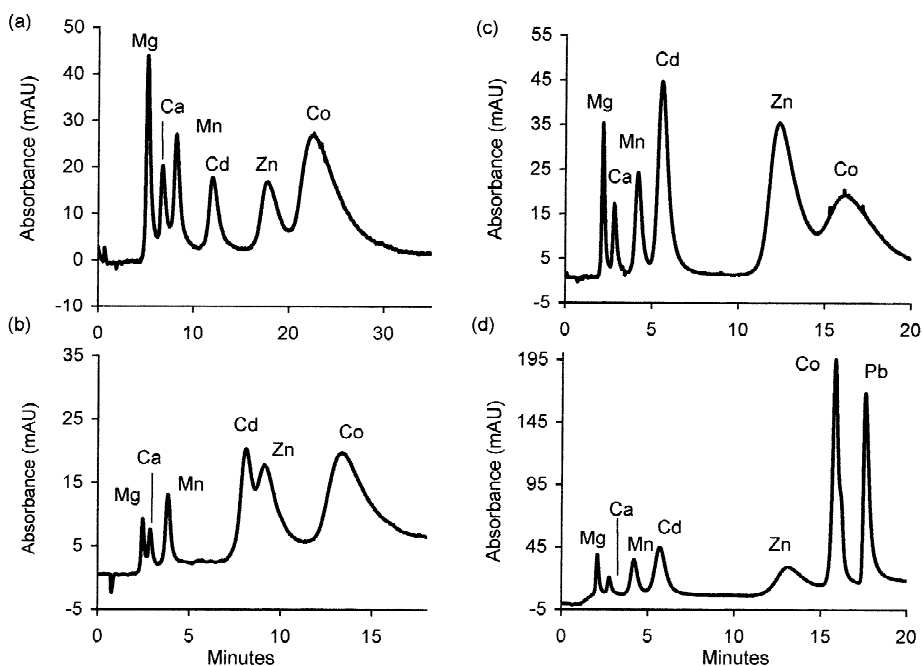 (a)
50
40
30
20
10
0
-10
Absorbance (mAU)
Mg
Ca
Mn
Cd
Zn
Co
0 10 20 30
(b)
35
25
15
5
-5
Absorbance (mAU)
Mg
Ca
Mn
Cd
Zn
Co
0 5 10 15
Minutes
(c)
55
45
35
25
15
5
-5
Absorbance (mAU)
Mg
Ca
Mn
Cd
Zn
Co
0 5 10 15 20
(d)
195
145
95
45
-5
Absorbance (mAU)
Mg
Ca
Mn
Cd
Zn
Co
Pb
0 5 10 15 20
Minutes